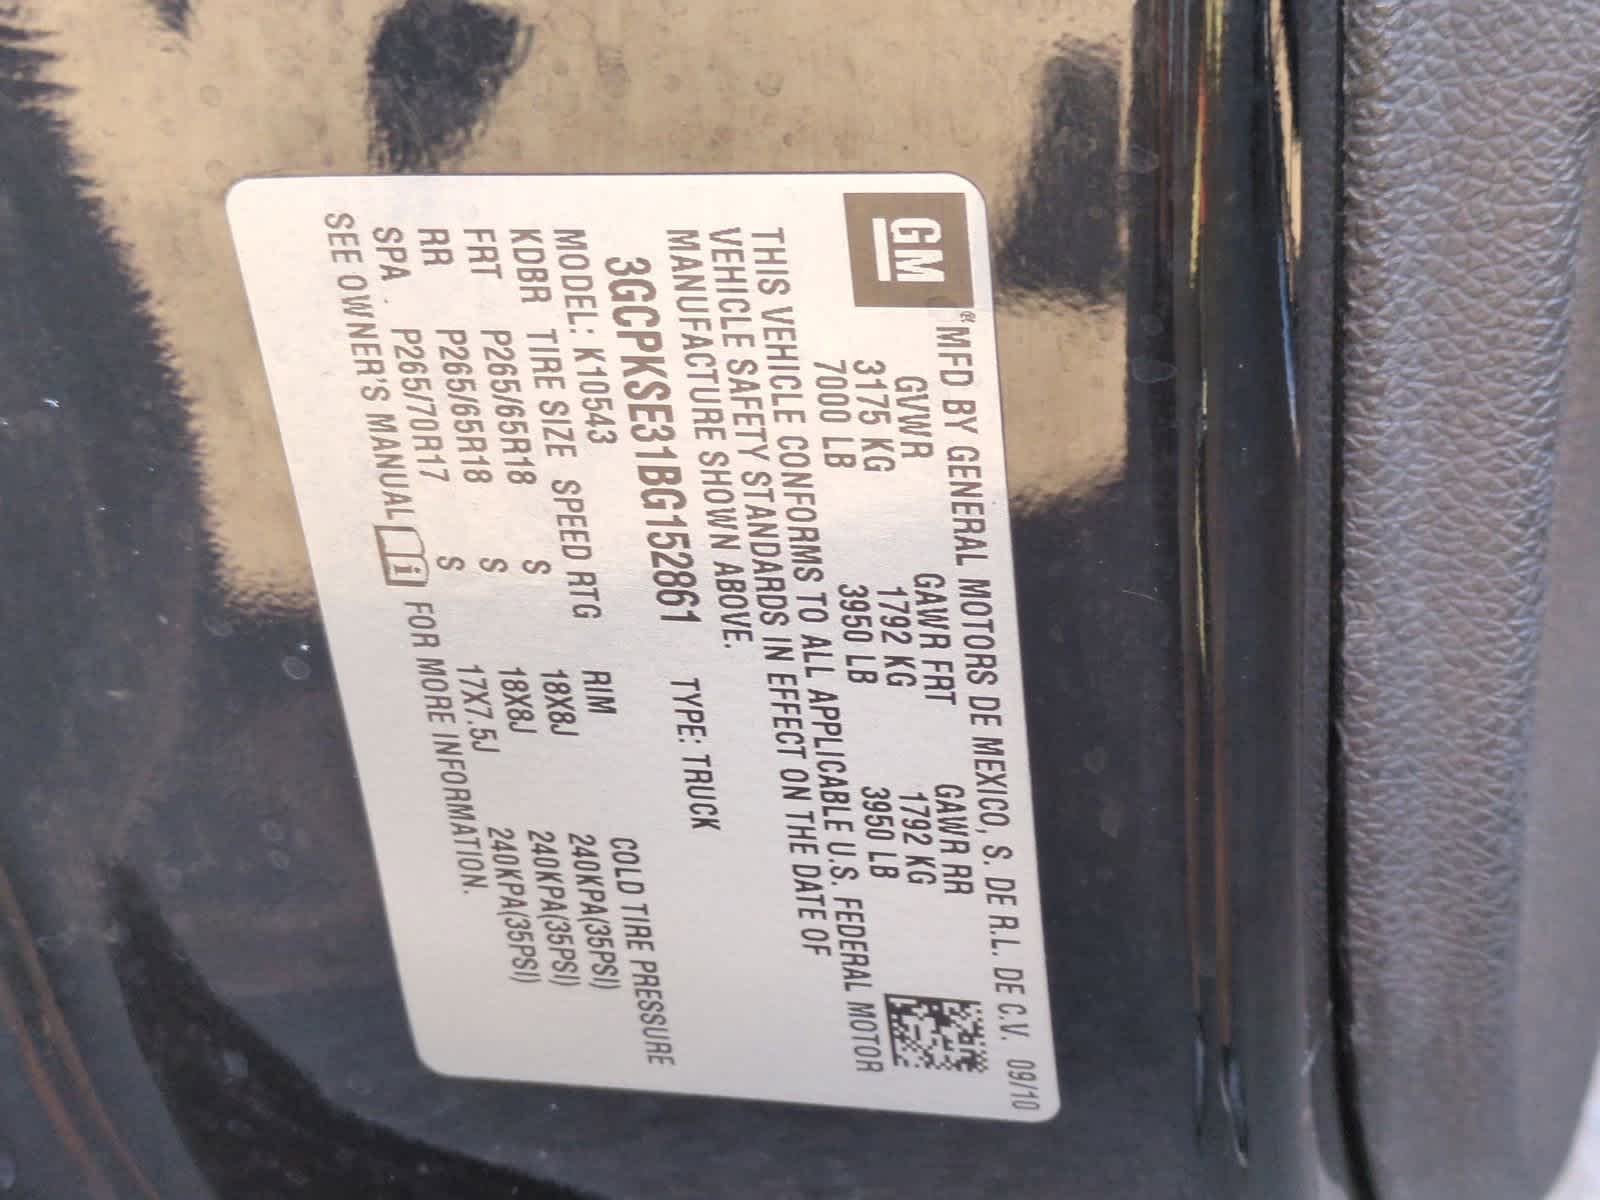 GM ® MFD BY GENERAL MOTORS DE MEXICO, S. DE R.L. DE C.V. 09/10
GVWR GAWR FRT GAWR RR
3175 KG 1792 KG 1792 KG
7000 LB 3950 LB 3950 LB
THIS VEHICLE CONFORMS TO ALL APPLICABLE U.S. FEDERAL MOTOR
VEHICLE SAFETY STANDARDS IN EFFECT ON THE DATE OF
MANUFACTURE SHOWN ABOVE.
3GCPKSE31BG152861 TYPE: TRUCK
MODEL: K10543
KDBR TIRE SIZE SPEED RTG RIM COLD TIRE PRESSURE
FRT P265/65R18 S 18X8J 240KPA(35PSI)
RR P265/65R18 S 18X8J 240KPA(35PSI)
SPA P265/70R17 S 17X7.5J 240KPA(35PSI)
SEE OWNER'S MANUAL i FOR MORE INFORMATION.